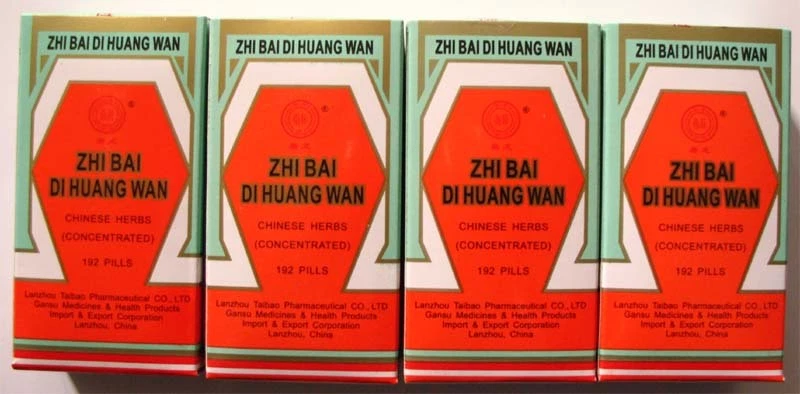 ZHI BAI DI HUANG WAN
®
ZHI BAI
DI HUANG WAN
CHINESE HERBS
(CONCENTRATED)
192 PILLS
Lanzhou Taibao Pharmaceutical CO., LTD
Gansu Medicines & Health Products
Import & Export Corporation
Lanzhou, China
ZHI BAI DI HUANG WAN
®
ZHI BAI
DI HUANG WAN
CHINESE HERBS
(CONCENTRATED)
192 PILLS
Lanzhou Taibao Pharmaceutical CO., LTD
Gansu Medicines & Health Products
Import & Export Corporation
Lanzhou, China
ZHI BAI DI HUANG WAN
®
ZHI BAI
DI HUANG WAN
CHINESE HERBS
(CONCENTRATED)
192 PILLS
Lanzhou Taibao Pharmaceutical CO., LTD
Gansu Medicines & Health Products
Import & Export Corporation
Lanzhou, China
ZHI BAI DI HUANG WAN
®
ZHI BAI
DI HUANG WAN
CHINESE HERBS
(CONCENTRATED)
192 PILLS
Lanzhou Taibao Pharmaceutical CO., LTD
Gansu Medicines & Health Products
Import & Export Corporation
Lanzhou, China